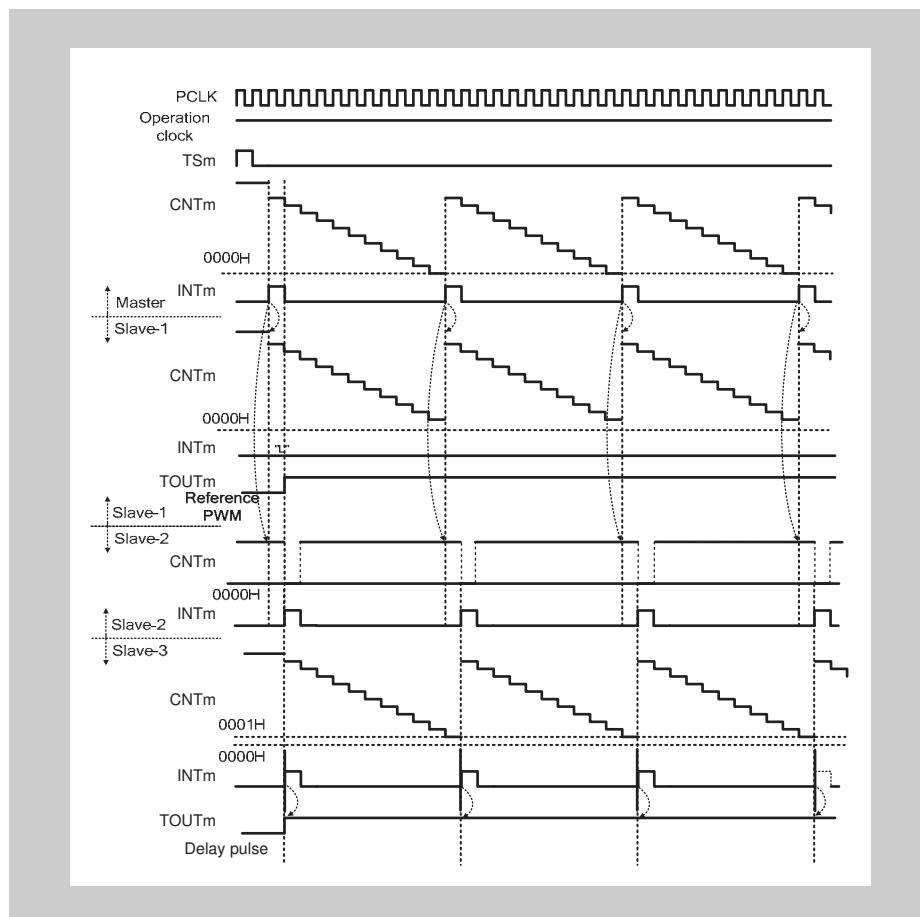 PCLK
Operation
clock
TSm
CNTm
0000H
INTm
Master
Slave-1
CNTm
0000H
INTm
TOUTm
Reference
PWM
Slave-1
Slave-2
CNTm
0000H
INTm
Slave-2
Slave-3
CNTm
0001H
0000H
INTm
TOUTm
Delay pulse